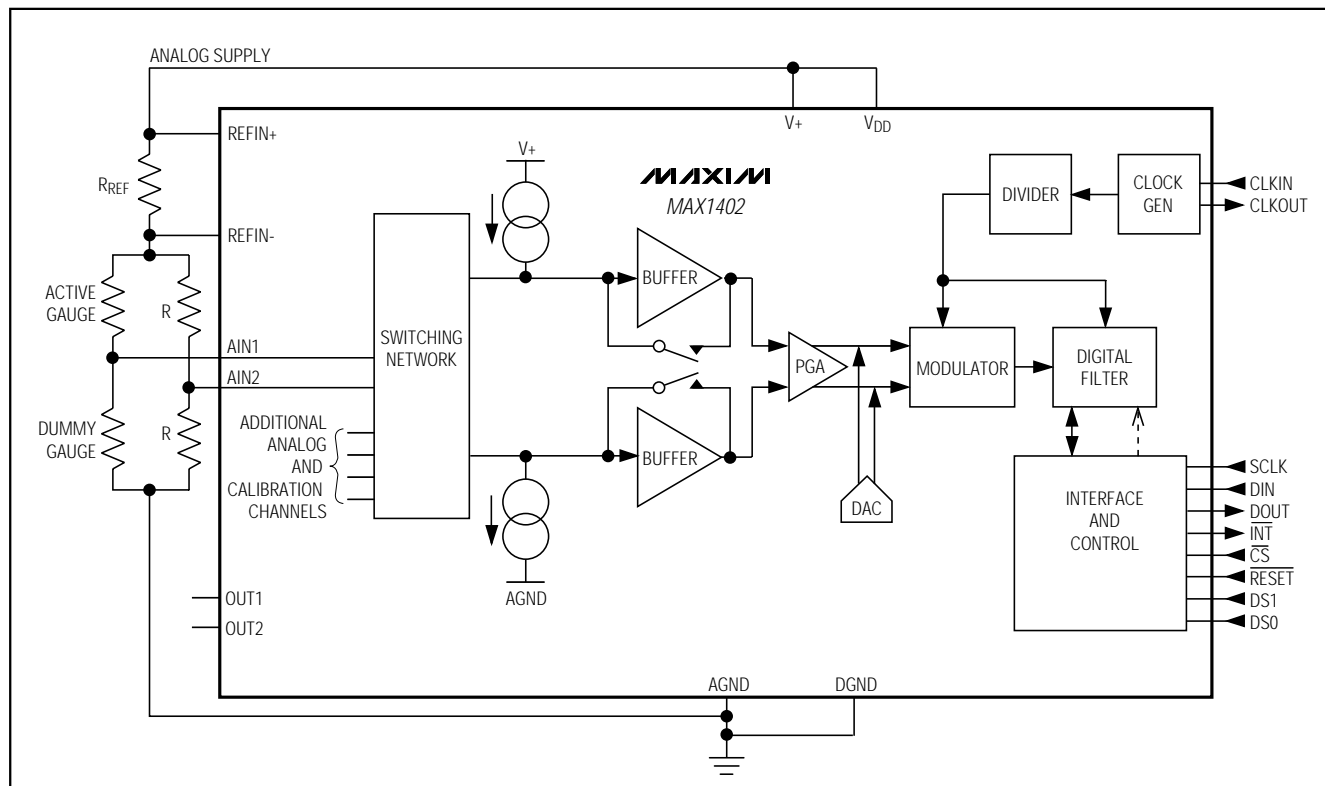 ANALOG SUPPLY
V+
VDD
REFIN+
RREF
REFIN-
ACTIVE
GAUGE
R
AIN1
AIN2
DUMMY
GAUGE
R
ADDITIONAL
ANALOG
AND
CALIBRATION
CHANNELS
OUT1
OUT2
SWITCHING
NETWORK
V+
AGND
MAXIM
MAX1402
BUFFER
BUFFER
PGA
DAC
DIVIDER
CLOCK
GEN
CLKIN
CLKOUT
MODULATOR
DIGITAL
FILTER
INTERFACE
AND
CONTROL
SCLK
DIN
DOUT
INT
CS
RESET
DS1
DS0
AGND
DGND